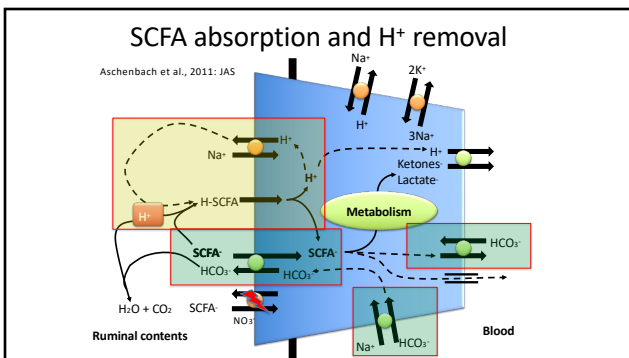 SCFA absorption and H⁺ removal
Aschenbach et al., 2011: JAS
Na⁺
2K⁺
H⁺
3Na⁺
H⁺
Na⁺
H⁺
H⁺
Ketones⁻
Lactate⁻
H-SCFA
H⁺
Metabolism
SCFA⁻
SCFA⁻
HCO₃⁻
HCO₃⁻
HCO₃⁻
H₂O + CO₂
SCFA⁻
NO₃⁻
Ruminal contents
Na⁺
HCO₃⁻
Blood